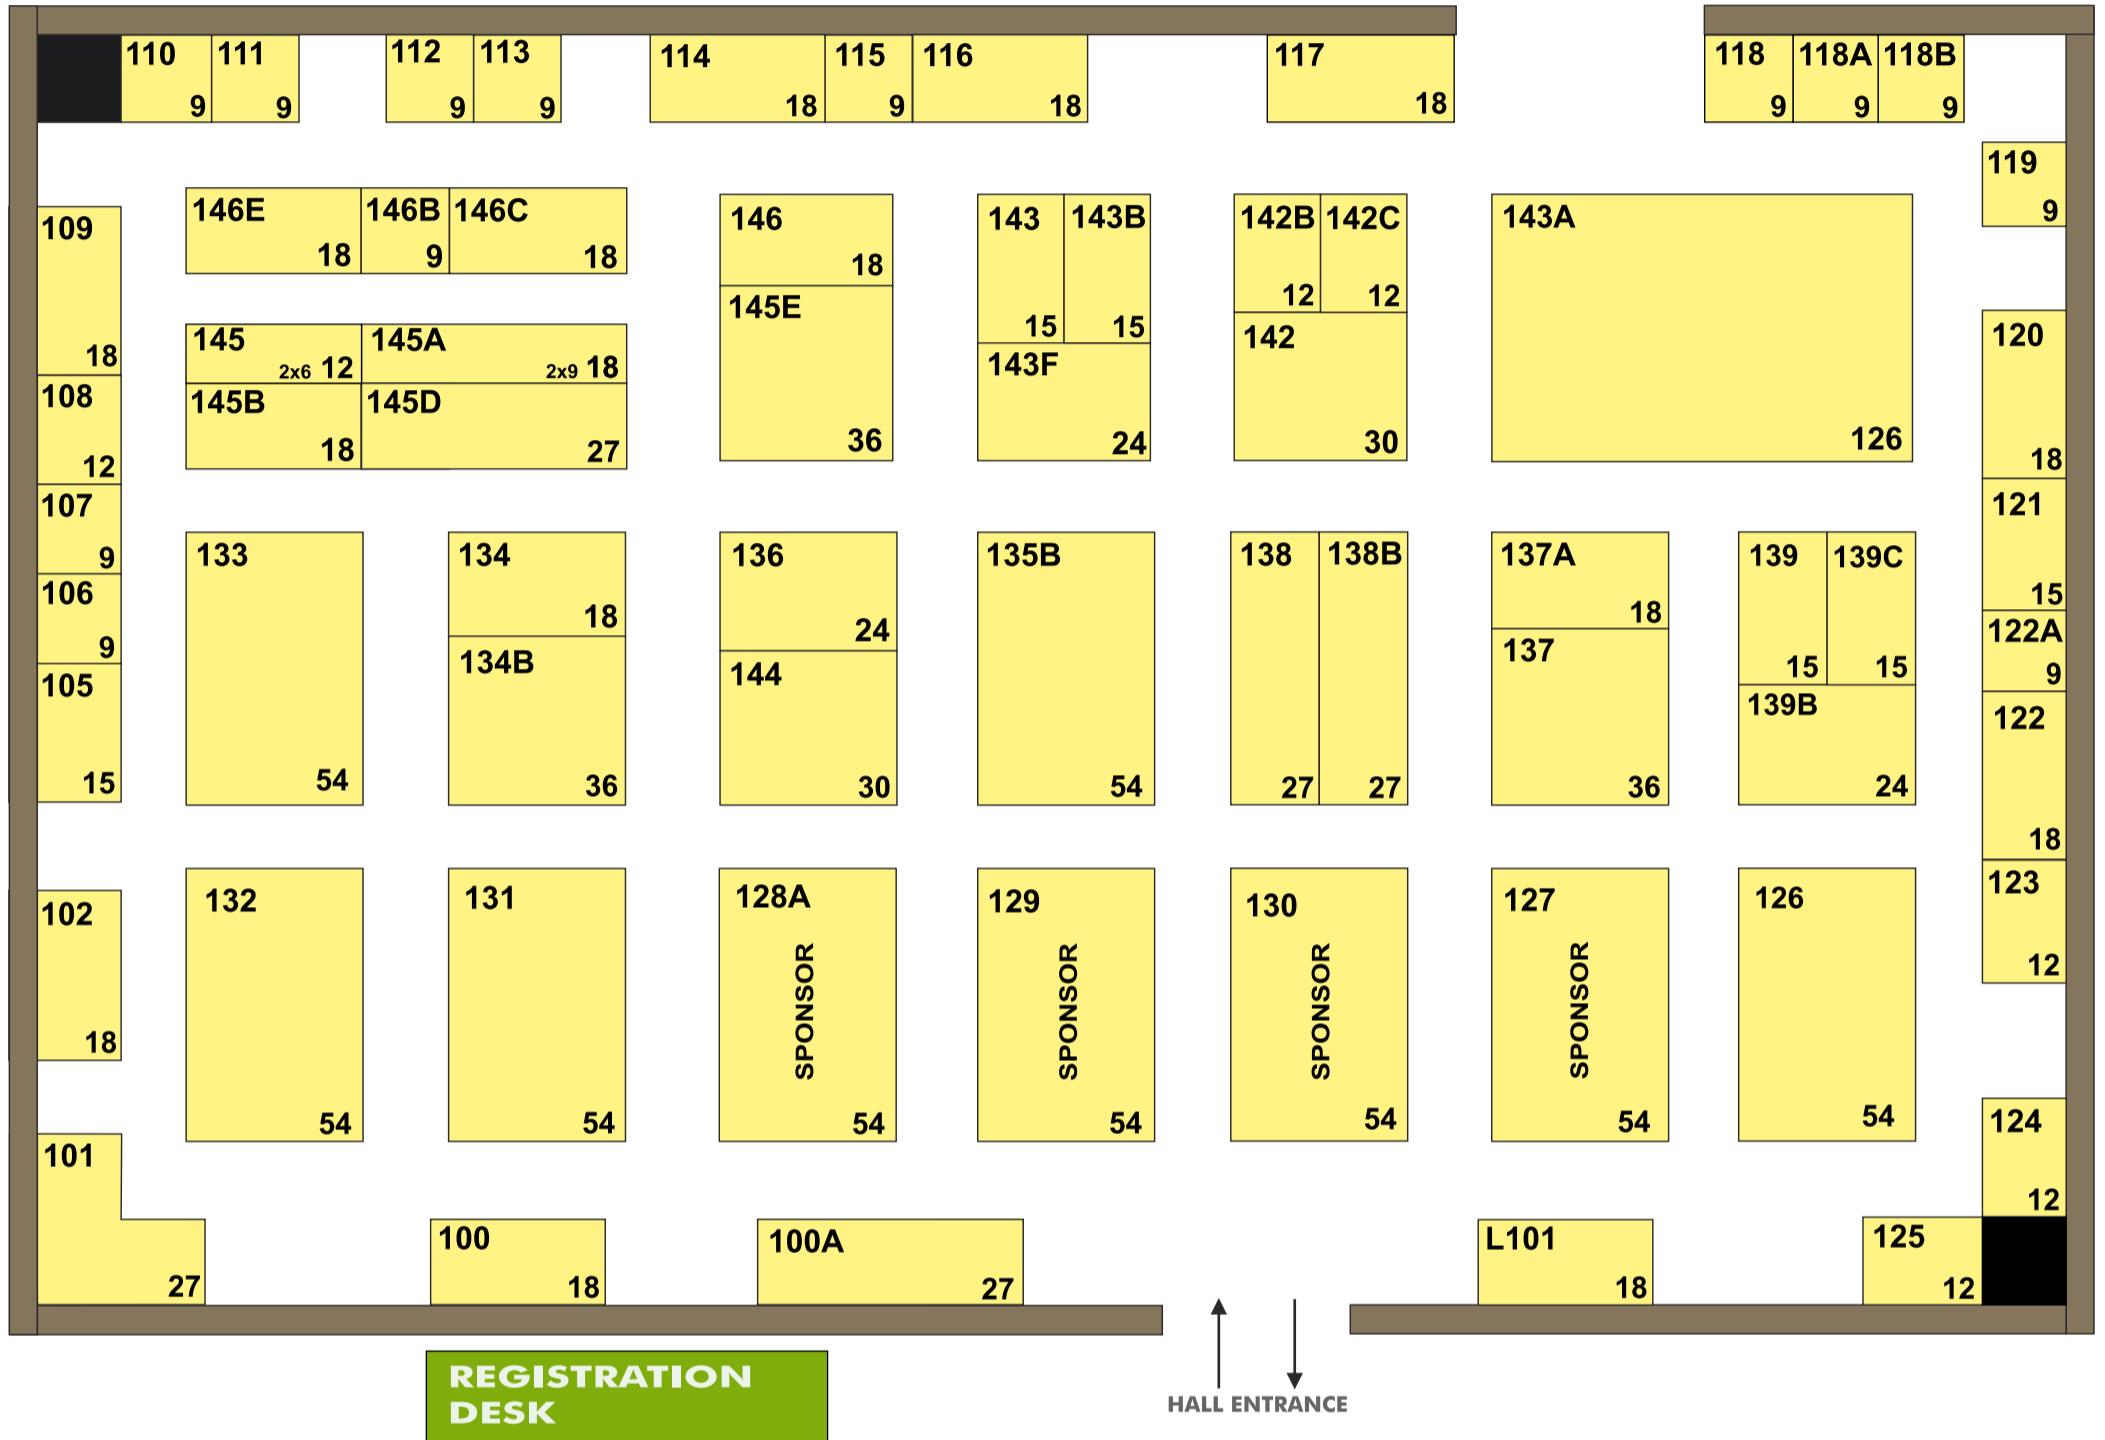 110 111 112 113 114 115 116 117 118 118A 118B
9 9 9 9 18 9 18 18 9 9 9
119
9
146E 146B 146C 146 143 143B 142B 142C 143A
18 9 18 18 15 15 12 12 126
109
18
145 145A 145E 143F 142 120
2x6 12 2x9 18 36 24 30 18
145B 145D
18 27
108
12
107
9
106
9
105
15
121
15
122A
9
122
18
123
12
133 134 136 135B 138 138B 137A 139 139C
54 18 24 54 27 27 18 15 15
134B 144 137 139B
36 30 36 24
102
18
132 131 128A 129 130 127 126
SPONSOR SPONSOR SPONSOR SPONSOR
54 54 54 54 54 54 54
101
27
124
12
100 100A L101 125
18 27 18 12
REGISTRATION
DESK
HALL ENTRANCE